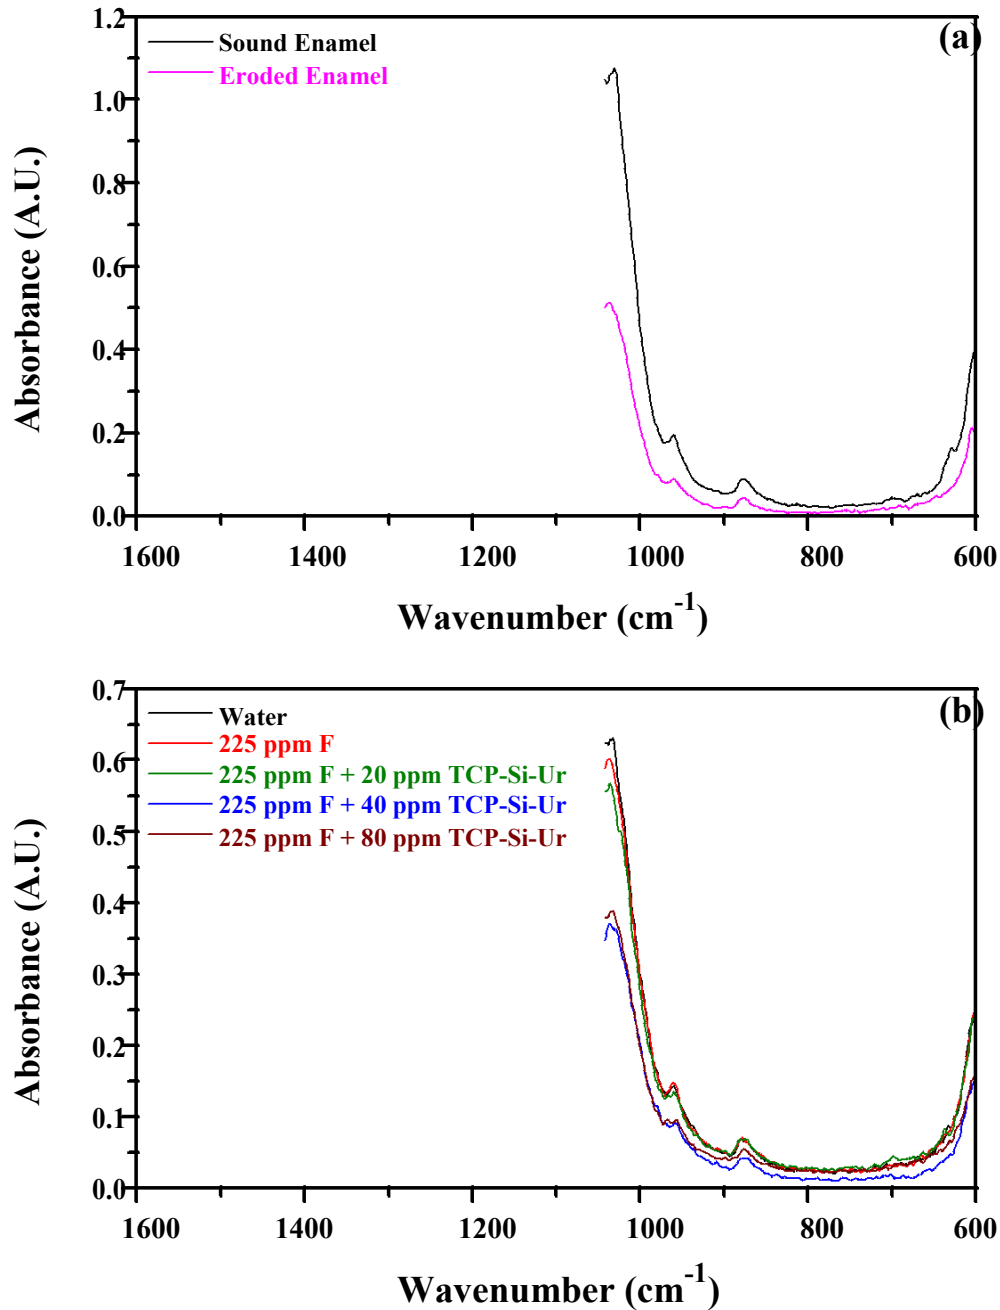 (a)
Sound Enamel
Eroded Enamel
1.2
1.0
0.8
0.6
0.4
0.2
0.0
Absorbance (A.U.)
1600 1400 1200 1000 800 600
Wavenumber (cm⁻¹)
(b)
Water
225 ppm F
225 ppm F + 20 ppm TCP-Si-Ur
225 ppm F + 40 ppm TCP-Si-Ur
225 ppm F + 80 ppm TCP-Si-Ur
0.7
0.6
0.5
0.4
0.3
0.2
0.1
0.0
Absorbance (A.U.)
1600 1400 1200 1000 800 600
Wavenumber (cm⁻¹)